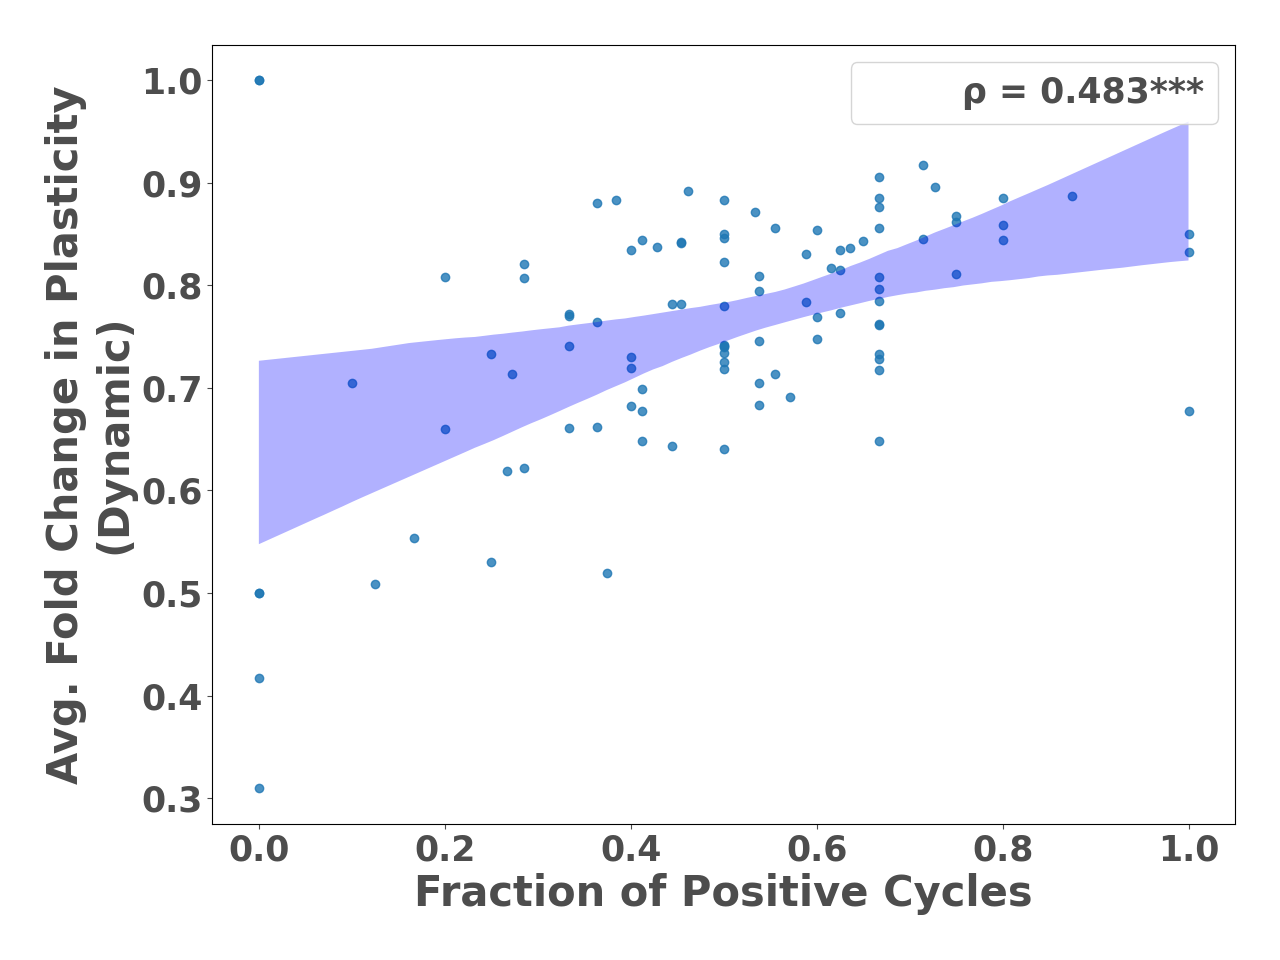 ρ = 0.483***
Avg. Fold Change in Plasticity
(Dynamic)
1.0
0.9
0.8
0.7
0.6
0.5
0.4
0.3
0.0 0.2 0.4 0.6 0.8 1.0
Fraction of Positive Cycles